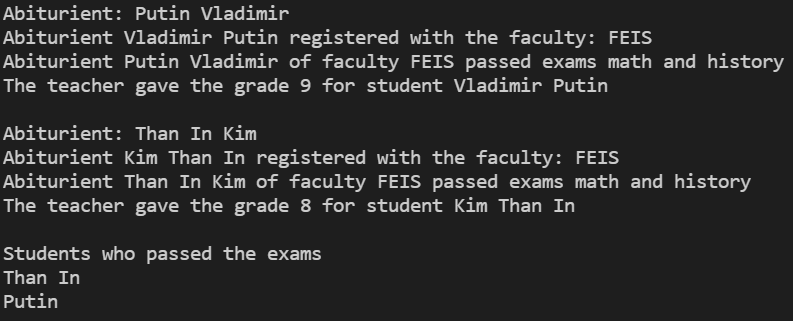 Abiturient: Putin Vladimir
Abiturient Vladimir Putin registered with the faculty: FEIS
Abiturient Putin Vladimir of faculty FEIS passed exams math and history
The teacher gave the grade 9 for student Vladimir Putin
Abiturient: Than In Kim
Abiturient Kim Than In registered with the faculty: FEIS
Abiturient Than In Kim of faculty FEIS passed exams math and history
The teacher gave the grade 8 for student Kim Than In
Students who passed the exams
Than In
Putin